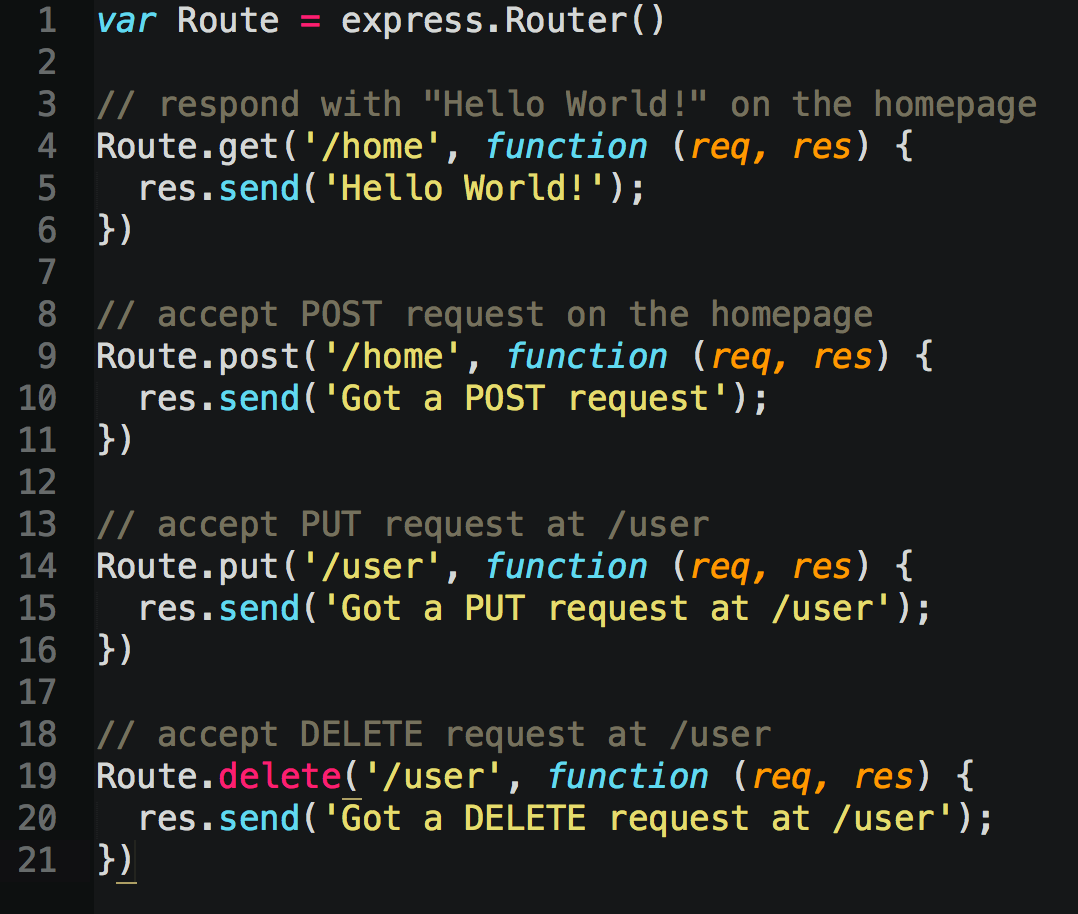 1 var Route = express.Router()
2
3 // respond with "Hello World!" on the homepage
4 Route.get('/home', function (req, res) {
5   res.send('Hello World!');
6 })
7
8 // accept POST request on the homepage
9 Route.post('/home', function (req, res) {
10   res.send('Got a POST request');
11 })
12
13 // accept PUT request at /user
14 Route.put('/user', function (req, res) {
15   res.send('Got a PUT request at /user');
16 })
17
18 // accept DELETE request at /user
19 Route.delete('/user', function (req, res) {
20   res.send('Got a DELETE request at /user');
21 })